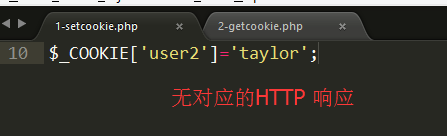 1-setcookie.php × 2-getcookie.php ×
10 $_COOKIE['user2']='taylor';
无对应的HTTP 响应